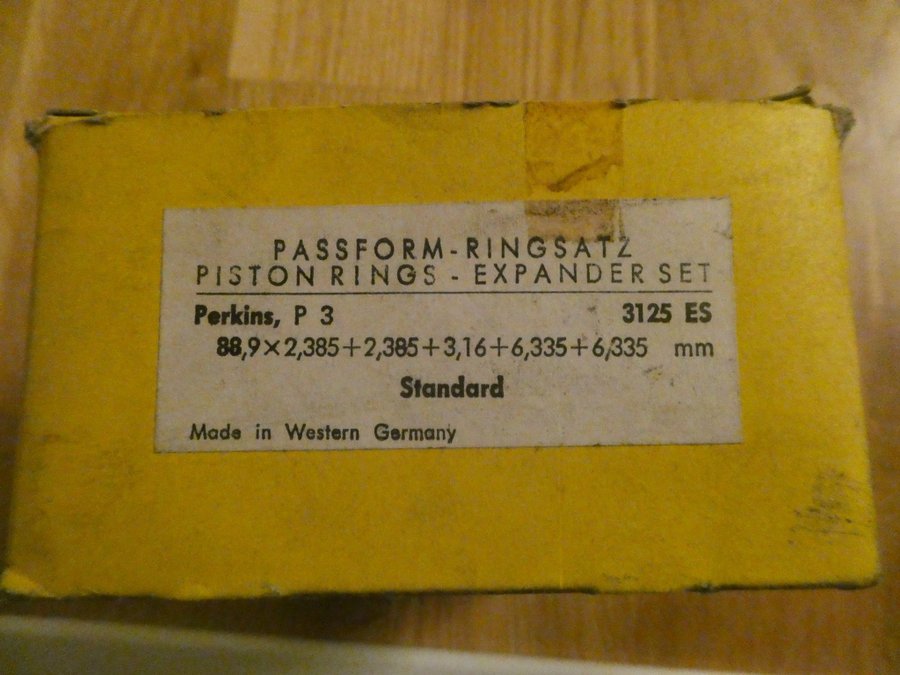 PASSFORM-RINGSATZ
PISTON RINGS - EXPANDER SET
Perkins, P 3 3125 ES
88,9×2,385+2,385+3,16+6,335+6,335 mm
Standard
Made in Western Germany